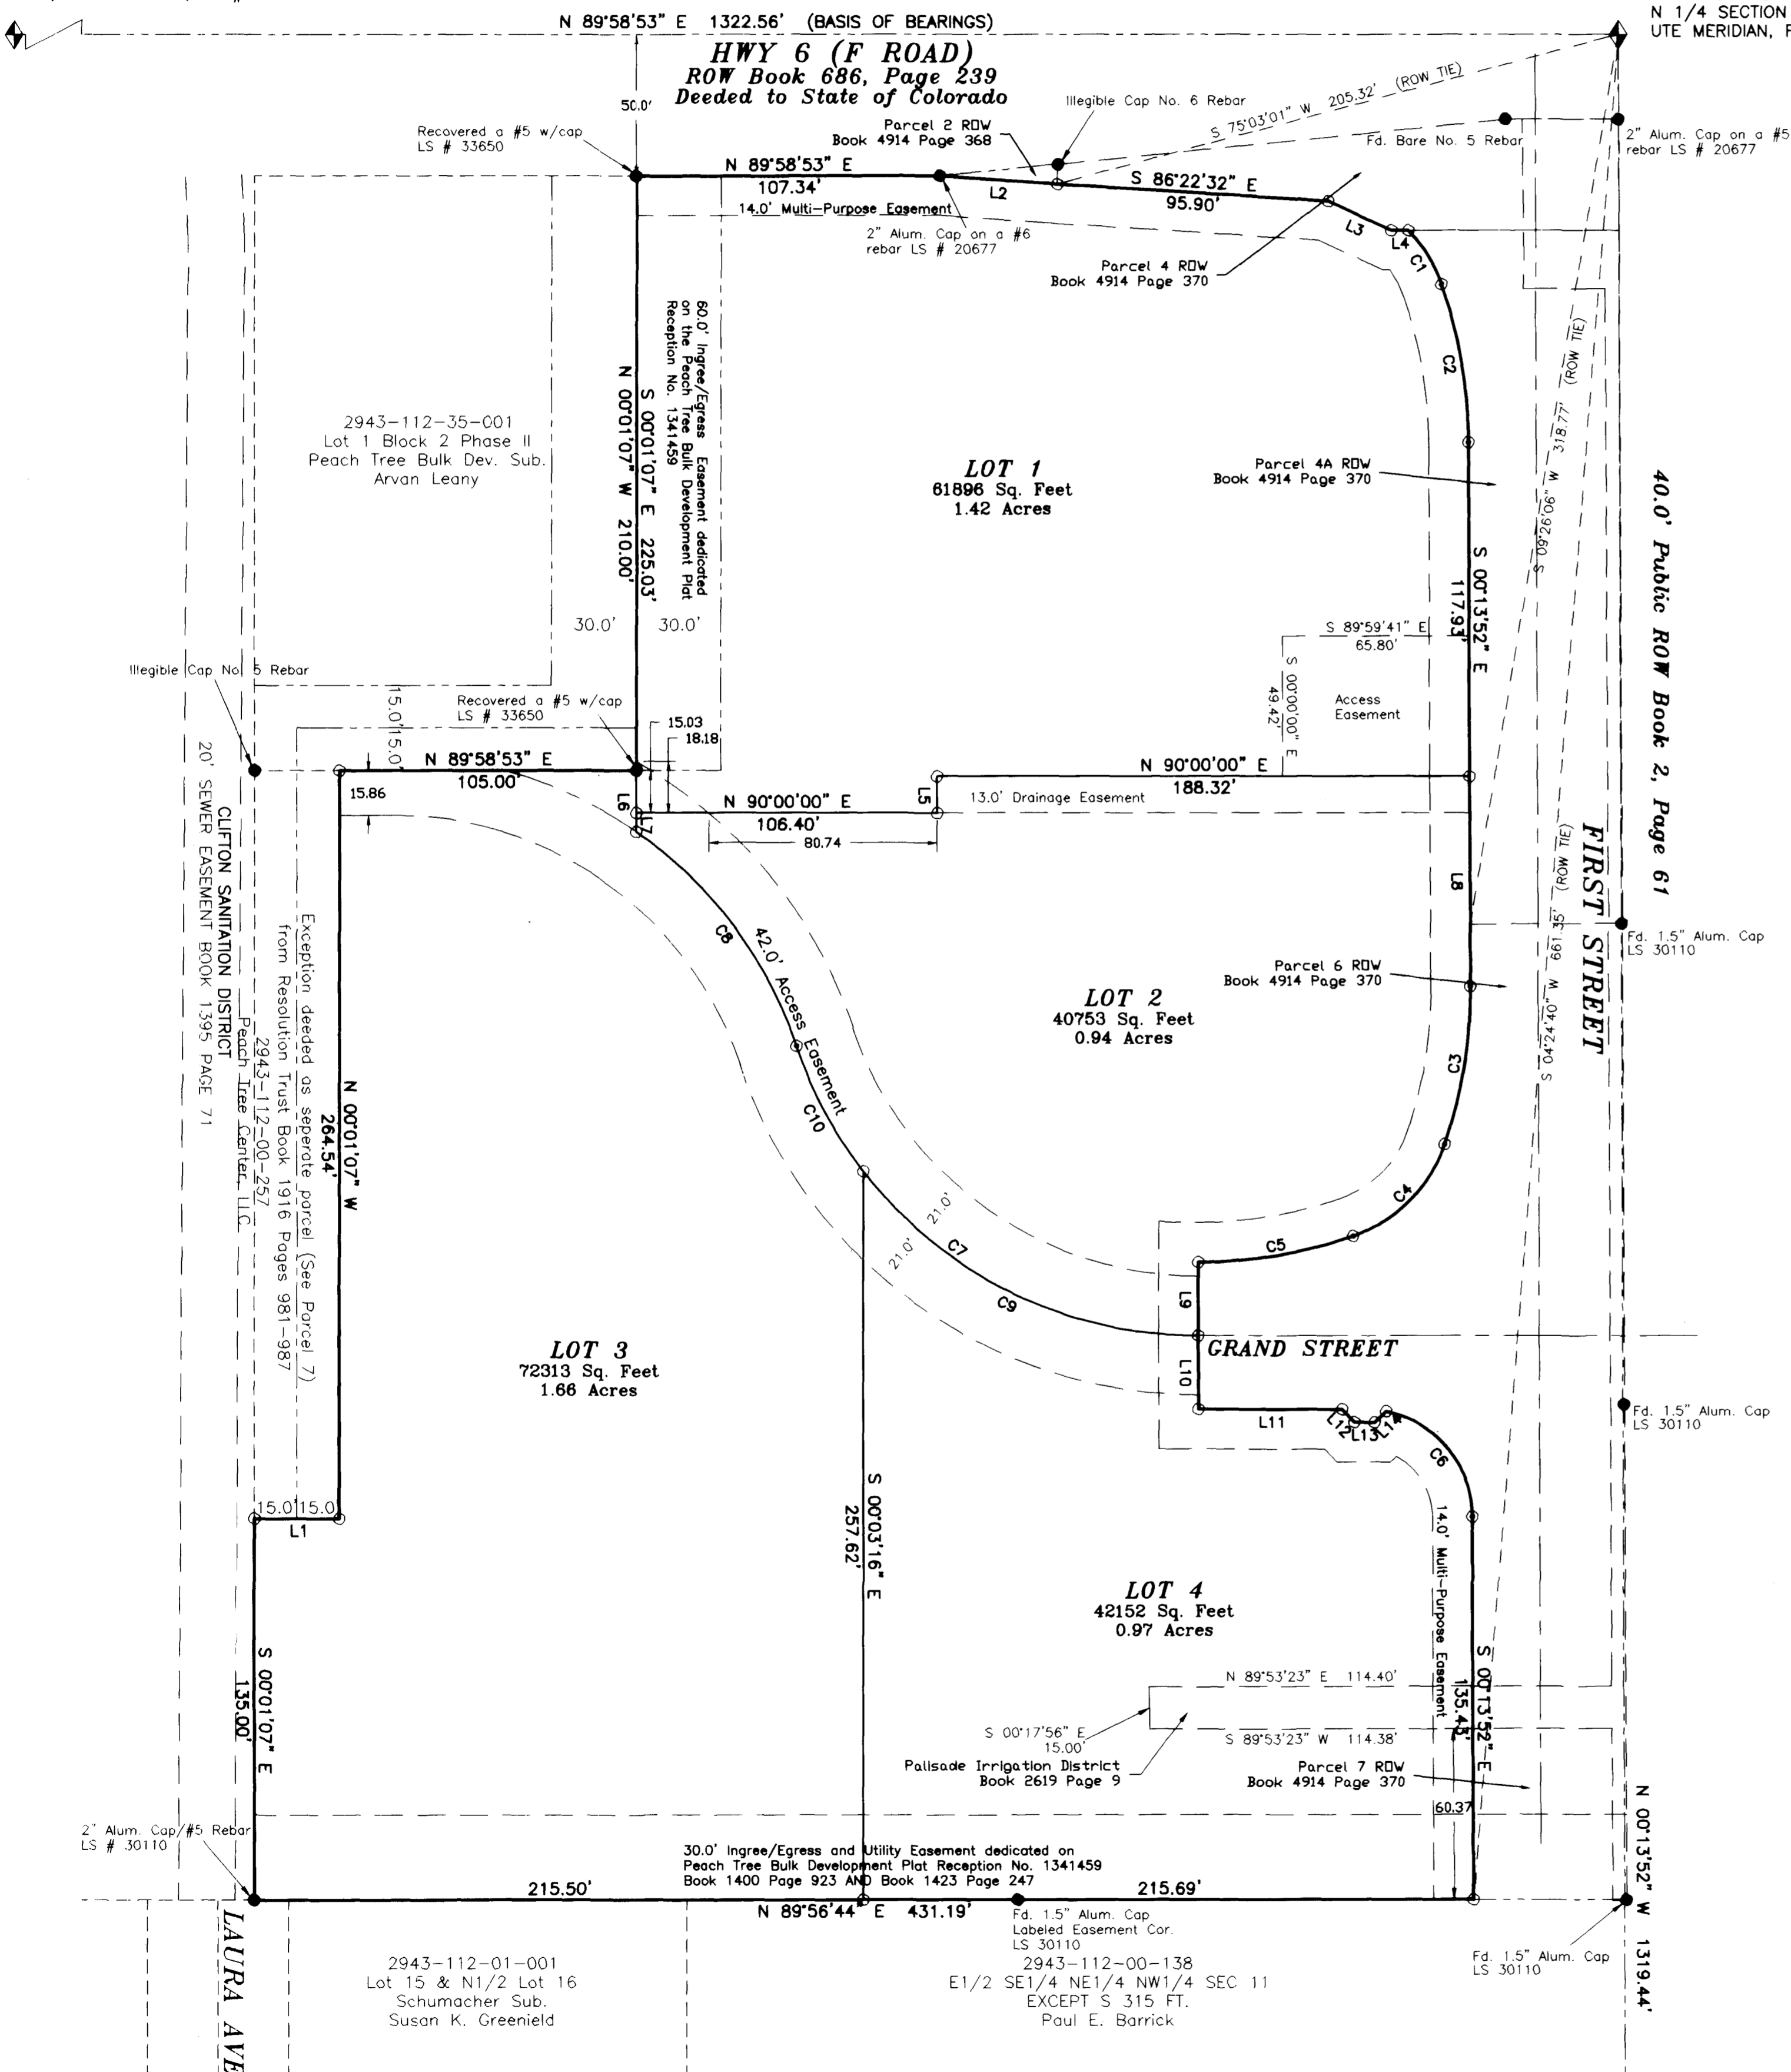 N 89°58'53" E 1322.56' (BASIS OF BEARINGS)
N 1/4 SECTION
UTE MERIDIAN,
HWY 6 (F ROAD)
ROW Book 686, Page 239
Deeded to State of Colorado
50.0'
Recovered a #5 w/cap
LS # 33650
Parcel 2 ROW
Book 4914 Page 368
Illegible Cap No. 6 Rebar
S 75°03'01" W 205.32' (ROW TIE)
Fd. Bare No. 5 Rebar
2" Alum. Cap on a #5
rebar LS # 20677
N 89°58'53" E
107.34'
L2
S 86°22'32" E
95.90'
L3
L4
C1
14.0' Multi-Purpose Easement
2" Alum. Cap on a #6
rebar LS # 20677
Parcel 4 ROW
Book 4914 Page 370
60.0' Ingree/Egress Easement dedicated
on the Peach Tree Bulk Development Plat
Reception No. 1341459
N 00°01'07" W 210.00'
S 00°01'07" E 225.03'
30.0'
30.0'
2943-112-35-001
Lot 1 Block 2 Phase II
Peach Tree Bulk Dev. Sub.
Arvan Leany
LOT 1
61896 Sq. Feet
1.42 Acres
C2
Parcel 4A ROW
Book 4914 Page 370
S 09°26'06" W 318.77' (ROW TIE)
40.0' Public ROW Book 2, Page 61
S 00°13'52" E
117.93'
S 89°59'41" E
65.80'
S 00°00'00" E
49.42'
Access
Easement
Illegible Cap No. 5 Rebar
15.0'
15.0'
Recovered a #5 w/cap
LS # 33650
15.03
18.18
N 89°58'53" E
105.00'
15.86
L6
L7
N 90°00'00" E
106.40'
80.74
L5
N 90°00'00" E
188.32'
13.0' Drainage Easement
L8
20' SEWER EASEMENT BOOK 1395 PAGE 71
CLIFTON SANITATION DISTRICT
Peach Tree Center, LLC
2943-112-00-257
from Resolution Trust Book 1916 Pages 981-987
Exception deeded as seperate parcel (See Parcel 7)
N 00°01'07" W
264.54'
FIRST STREET
S 04°24'40" W 661.35' (ROW TIE)
Fd. 1.5" Alum. Cap
LS 30110
Parcel 6 ROW
Book 4914 Page 370
C8
42.0' Access Easement
C10
LOT 2
40753 Sq. Feet
0.94 Acres
C3
C4
C5
21.0'
21.0'
C7
C9
L9
L10
GRAND STREET
L11
L12
L13
L14
C6
Fd. 1.5" Alum. Cap
LS 30110
LOT 3
72313 Sq. Feet
1.66 Acres
S 00°03'16" E
257.62'
15.0'
15.0
L1
S 00°01'07" E
135.00'
LOT 4
42152 Sq. Feet
0.97 Acres
14.0' Multi-Purpose Easement
S 00°13'52" E
135.43'
N 89°53'23" E 114.40'
S 00°17'56" E
15.00'
S 89°53'23" W 114.38'
Palisade Irrigation District
Book 2619 Page 9
Parcel 7 ROW
Book 4914 Page 370
60.37
N 00°13'52" W 1319.44'
2" Alum. Cap/#5 Rebar
LS # 30110
30.0' Ingree/Egress and Utility Easement dedicated on
Peach Tree Bulk Development Plat Reception No. 1341459
Book 1400 Page 923 AND Book 1423 Page 247
215.50'
215.69'
N 89°56'44" E 431.19'
Fd. 1.5" Alum. Cap
Labeled Easement Cor.
LS 30110
Fd. 1.5" Alum. Cap
LS 30110
LAURA AVE
2943-112-01-001
Lot 15 & N1/2 Lot 16
Schumacher Sub.
Susan K. Greenield
2943-112-00-138
E1/2 SE1/4 NE1/4 NW1/4 SEC 11
EXCEPT S 315 FT.
Paul E. Barrick